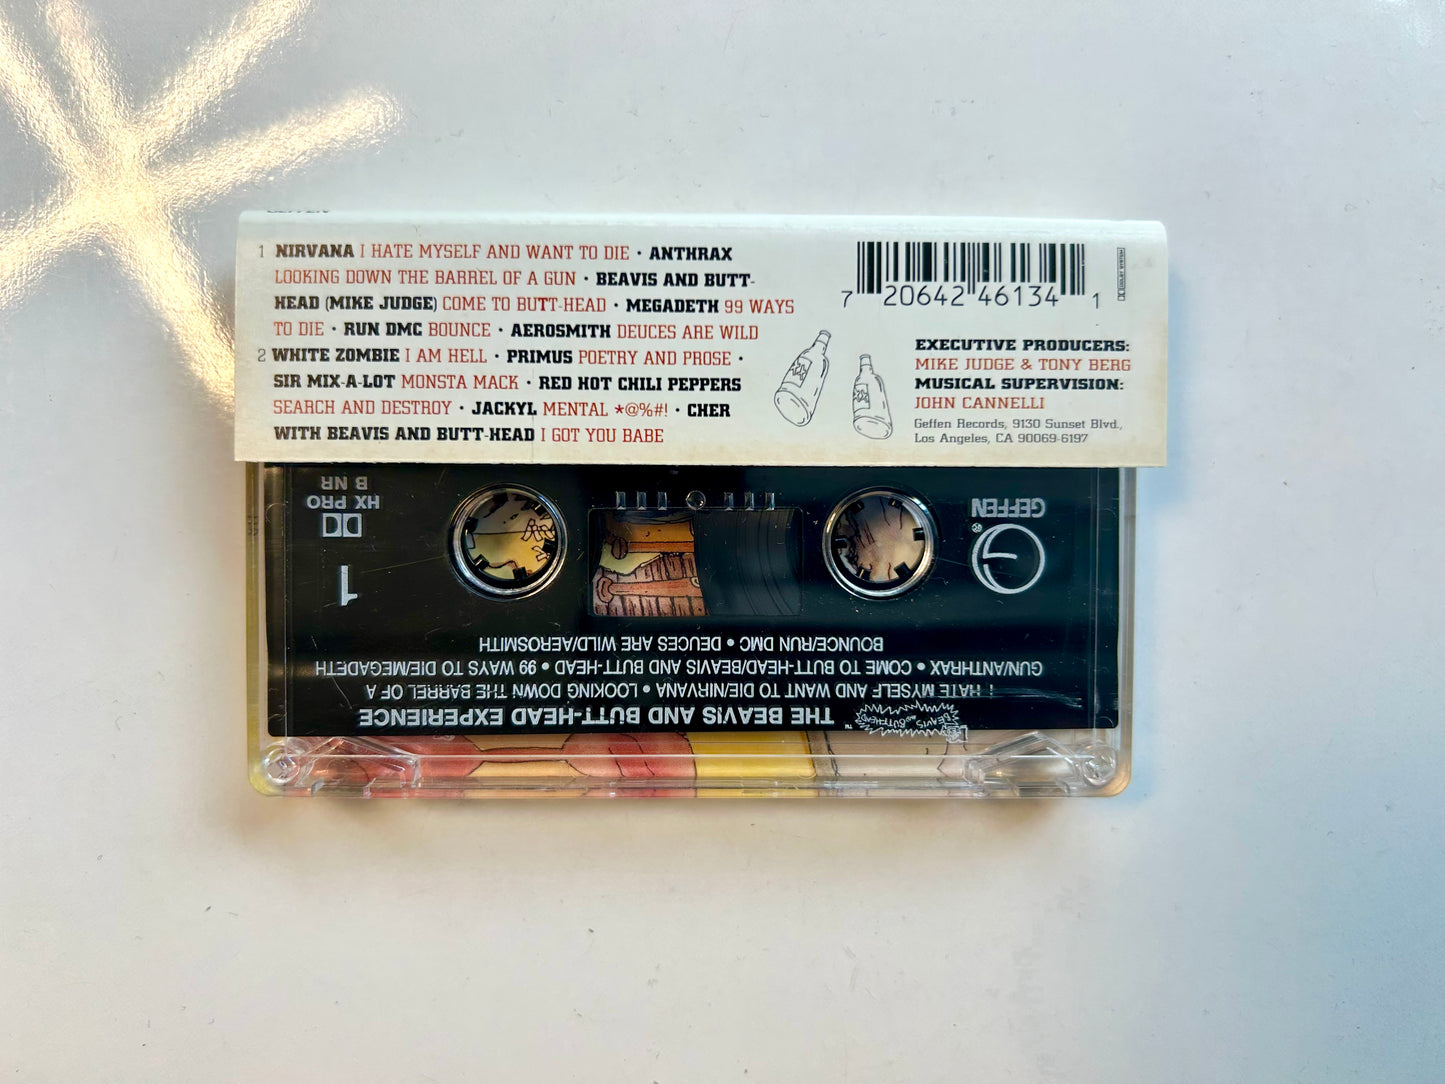 1 NIRVANA I HATE MYSELF AND WANT TO DIE · ANTHRAX
LOOKING DOWN THE BARREL OF A GUN · BEAVIS AND BUTT-
HEAD (MIKE JUDGE) COME TO BUTT-HEAD · MEGADETH 99 WAYS
TO DIE · RUN DMC BOUNCE · AEROSMITH DEUCES ARE WILD
2 WHITE ZOMBIE I AM HELL · PRIMUS POETRY AND PROSE ·
SIR MIX-A-LOT MONSTA MACK · RED HOT CHILI PEPPERS
SEARCH AND DESTROY · JACKYL MENTAL *@%#! · CHER
WITH BEAVIS AND BUTT-HEAD I GOT YOU BABE
7 20642 46134 1
EXECUTIVE PRODUCERS:
MIKE JUDGE & TONY BERG
MUSICAL SUPERVISION:
JOHN CANNELLI
Geffen Records, 9130 Sunset Blvd.,
Los Angeles, CA 90069-6197
BEAVIS AND BUTT-HEAD
THE BEAVIS AND BUTT-HEAD EXPERIENCE
I HATE MYSELF AND WANT TO DIE/NIRVANA • LOOKING DOWN THE BARREL OF A
GUN/ANTHRAX • COME TO BUTT-HEAD/BEAVIS AND BUTT-HEAD • 99 WAYS TO DIE/MEGADETH
BOUNCE/RUN DMC • DEUCES ARE WILD/AEROSMITH
GEFFEN
1
HX PRO
B NR